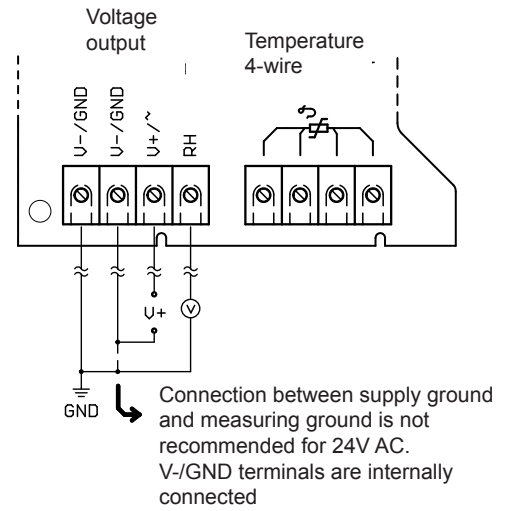 Voltage
output
Temperature
4-wire
V-/GND
V-/GND
V+/~
RH
V+
V
GND
Connection between supply ground
and measuring ground is not
recommended for 24V AC.
V-/GND terminals are internally
connected